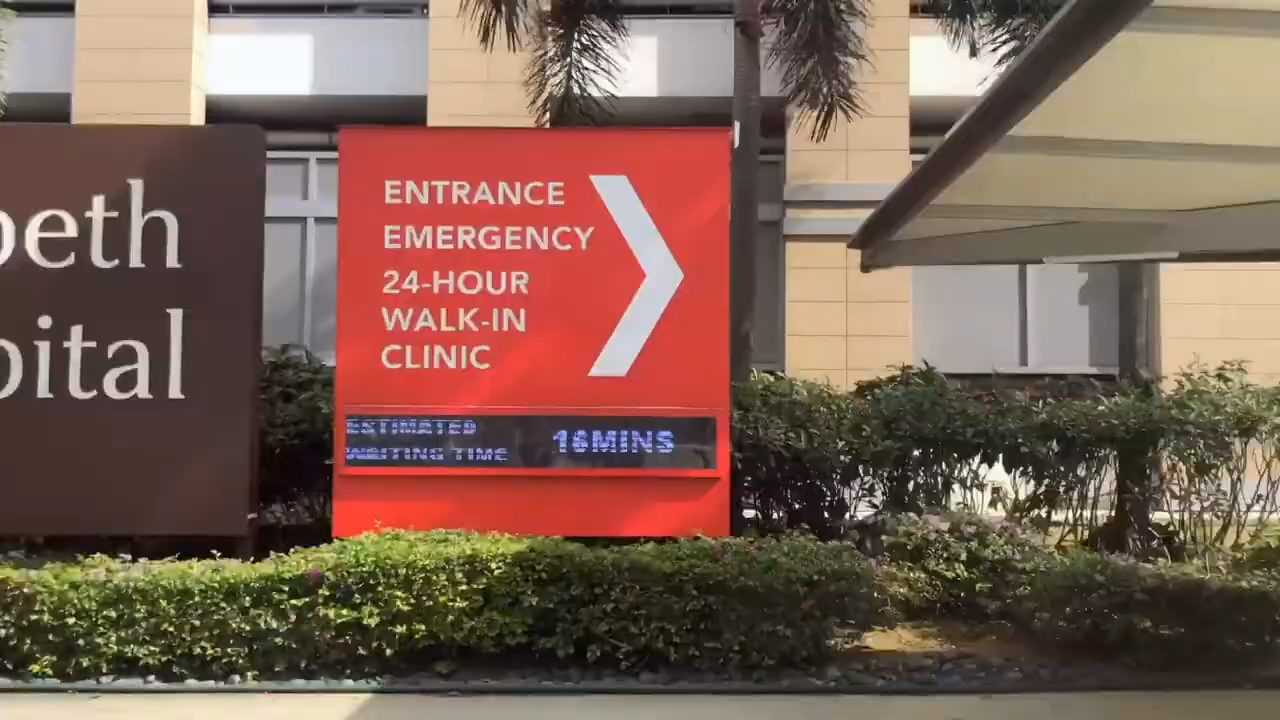 beth
pital
ENTRANCE
EMERGENCY
24-HOUR
WALK-IN
CLINIC
ESTIMATED
WAITING TIME
16MINS